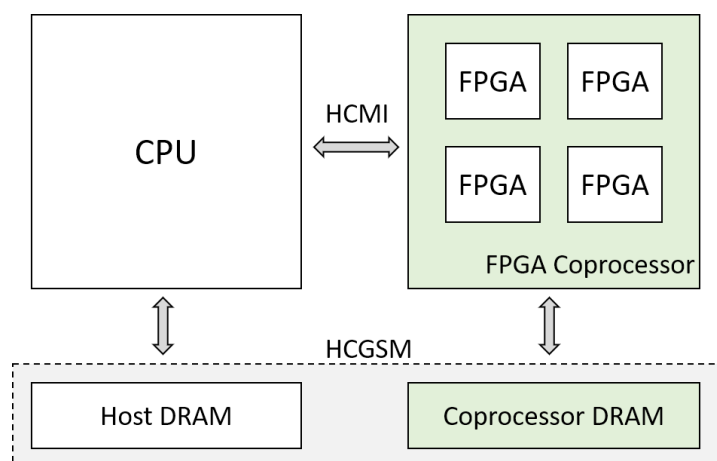 FPGA FPGA
HCMI
CPU
FPGA FPGA
FPGA Coprocessor
HCGSM
Host DRAM Coprocessor DRAM